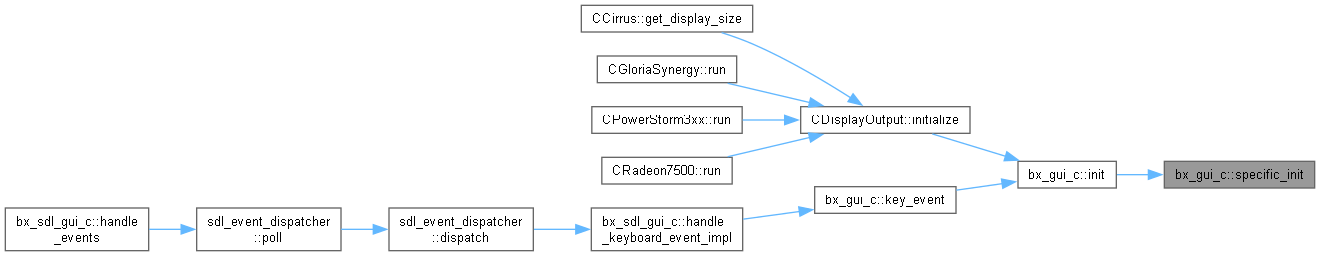 CCirrus::get_display_size
CGloriaSynergy::run
CPowerStorm3xx::run
CDisplayOutput::initialize
CRadeon7500::run
bx_gui_c::init
bx_gui_c::specific_init
bx_gui_c::key_event
bx_sdl_gui_c::handle
_events
sdl_event_dispatcher
::poll
sdl_event_dispatcher
::dispatch
bx_sdl_gui_c::handle
_keyboard_event_impl